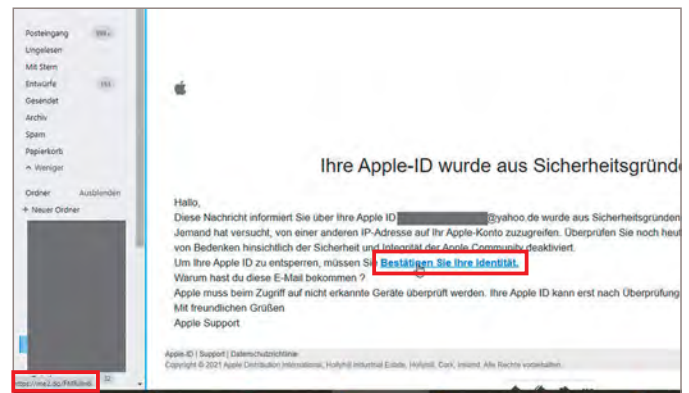 Posteingang
Ungelesen
Mit Stern
Entwürfe
Gesendet
Archiv
Spam
Papierkorb
Weniger
Ordner Ausblenden
+ Neuer Ordner
Ihre Apple-ID wurde aus Sicherheitsgründe
Hallo,
Diese Nachricht informiert Sie über Ihre Apple ID @yahoo.de wurde aus Sicherheitsgründen
Jemand hat versucht, von einer anderen IP-Adresse auf Ihr Apple-Konto zuzugreifen. Überprüfen Sie noch heut
von Bedenken hinsichtlich der Sicherheit und Integrität der Apple Community deaktiviert.
Um Ihre Apple ID zu entsperren, müssen Sie Bestätigen Sie Ihre Identität.
Warum hast du diese E-Mail bekommen ?
Apple muss beim Zugriff auf nicht erkannte Geräte überprüft werden. Ihre Apple ID kann erst nach Überprüfung
Mit freundlichen Grüßen
Apple Support
Apple-ID | Support | Datenschutzrichtlinie
Copyright © 2021 Apple Distribution International, Hollyhill Industrial Estate, Hollyhill, Cork, Ireland. Alle Rechte vorbehalten.
32